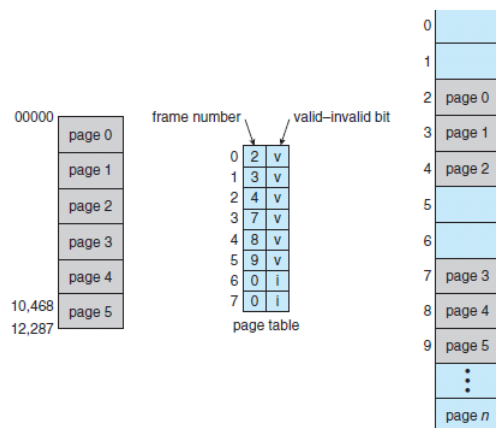 00000
page 0
page 1
page 2
page 3
page 4
page 5
10,468
12,287
frame number
valid–invalid bit
0 2 v
1 3 v
2 4 v
3 7 v
4 8 v
5 9 v
6 0 i
7 0 i
page table
0
1
2 page 0
3 page 1
4 page 2
5
6
7 page 3
8 page 4
9 page 5
page n